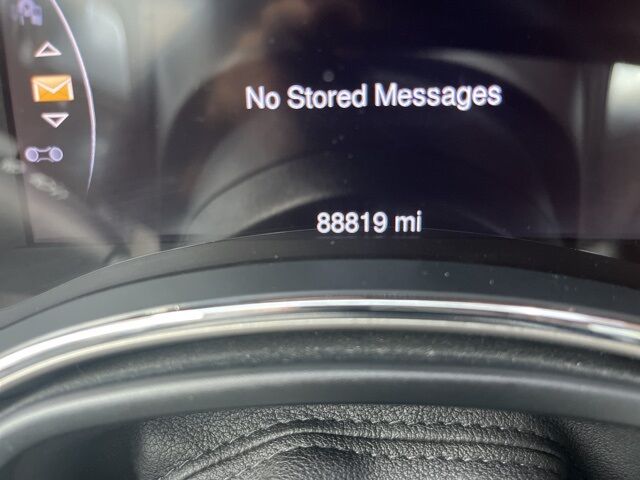 No Stored Messages
88819 mi